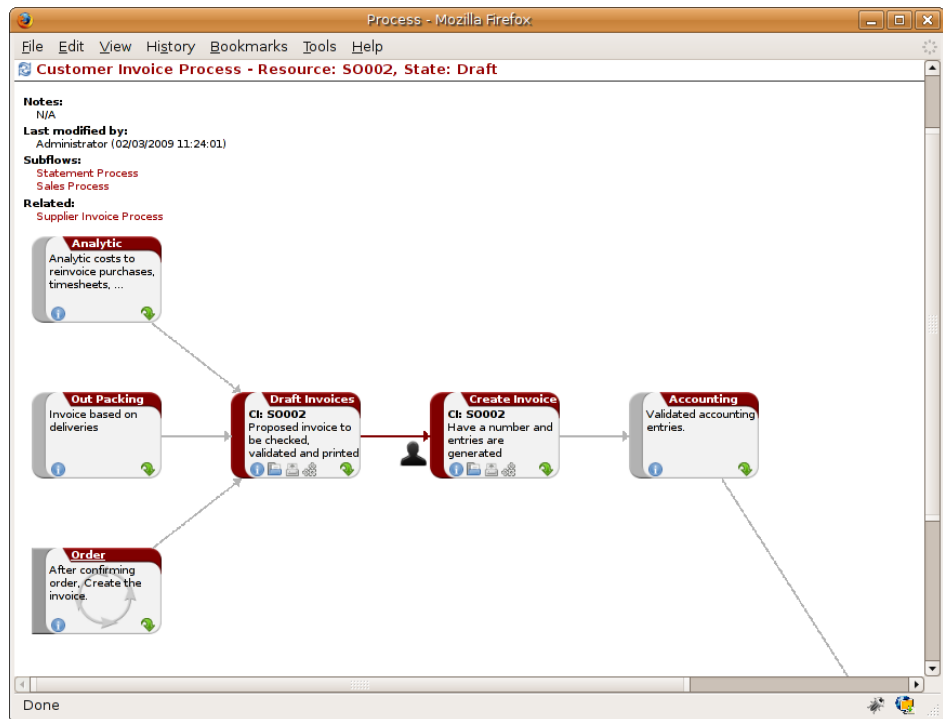 Process - Mozilla Firefox
File Edit View History Bookmarks Tools Help
Customer Invoice Process - Resource: SO002, State: Draft
Notes:
N/A
Last modified by:
Administrator (02/03/2009 11:24:01)
Subflows:
Statement Process
Sales Process
Related:
Supplier Invoice Process
Analytic
Analytic costs to
reinvoice purchases,
timesheets, ...
Out Packing
Invoice based on
deliveries
Draft Invoices
CI: SO002
Proposed invoice to
be checked,
validated and printed
Create Invoice
CI: SO002
Have a number and
entries are
generated
Accounting
Validated accounting
entries.
Order
After confirming
order, Create the
invoice.
Done